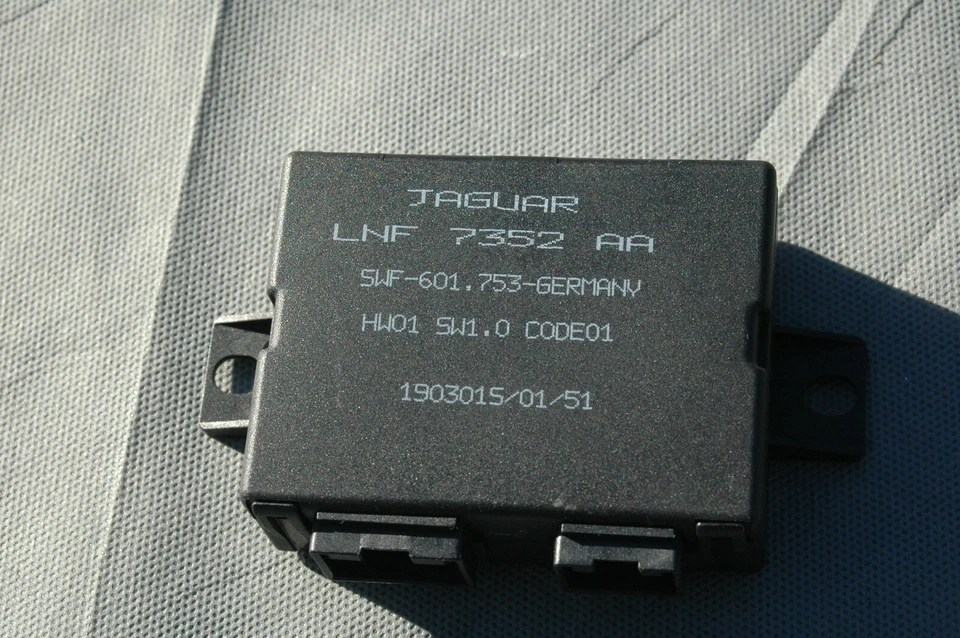 JAGUAR
LNF 7352 AA
SWF-601.753-GERMANY
HW01 SW1.0 CODE01
1903015/01/51